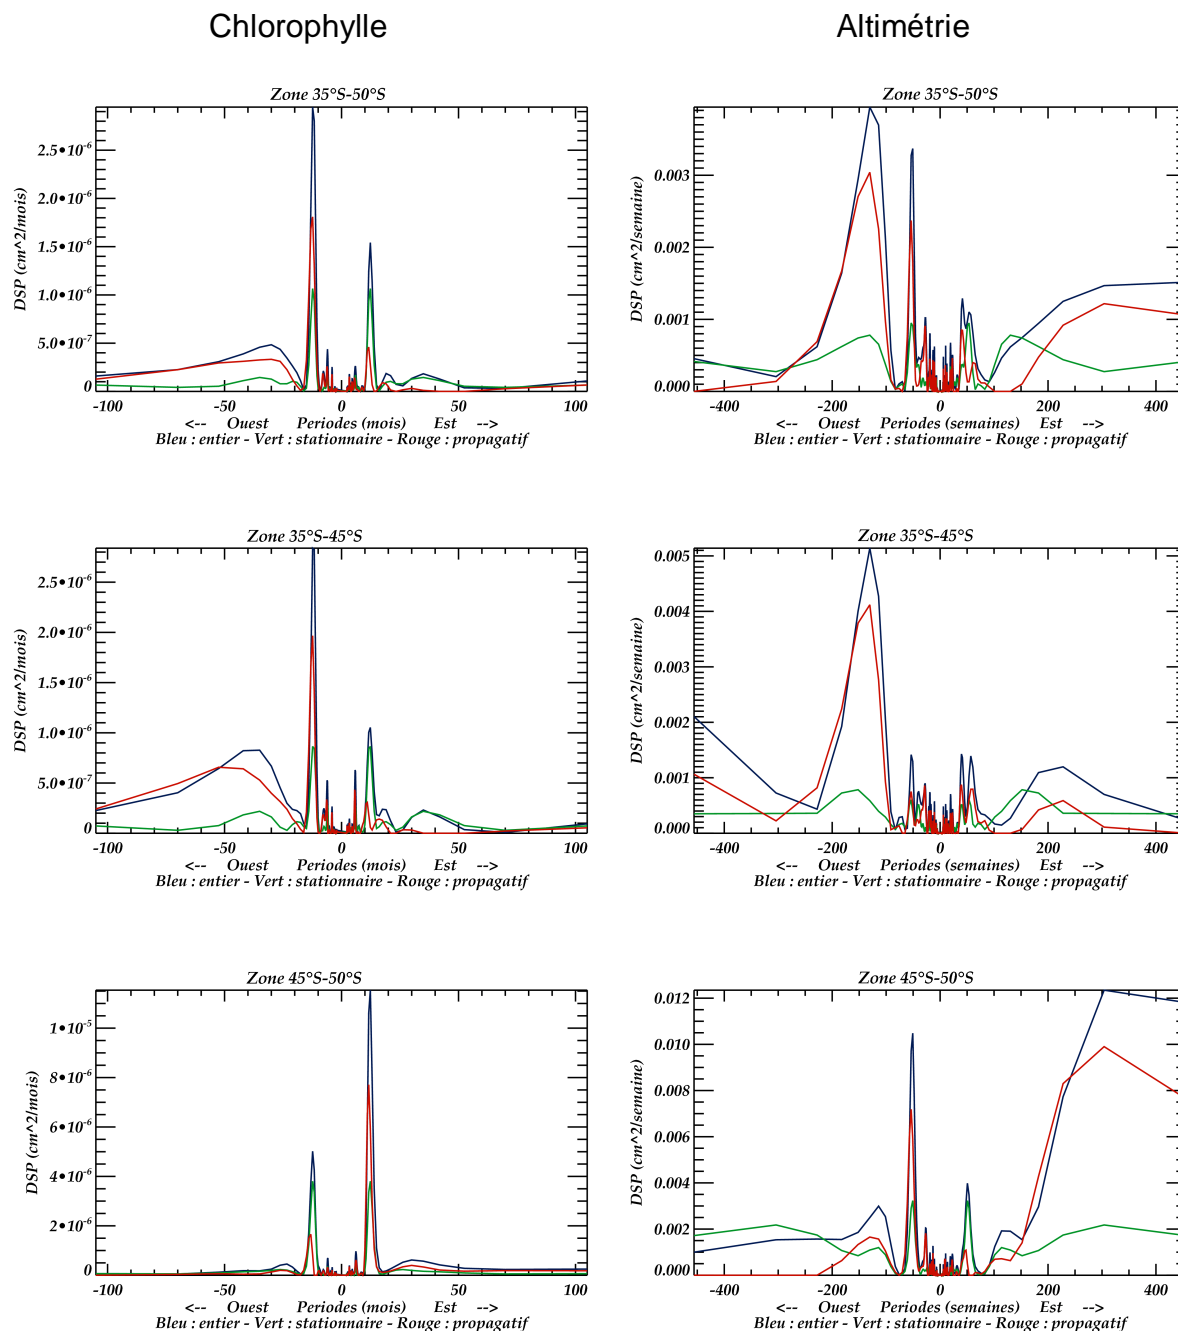 Chlorophylle
Altimétrie
Zone 35°S-50°S
DSP (cm^2/mois)
2.5•10-6
2.0•10-6
1.5•10-6
1.0•10-6
5.0•10-7
0
-100 -50 0 50 100
<-- Ouest Periodes (mois) Est -->
Bleu : entier - Vert : stationnaire - Rouge : propagatif
Zone 35°S-50°S
DSP (cm^2/semaine)
0.003
0.002
0.001
0.000
-400 -200 0 200 400
<-- Ouest Periodes (semaines) Est -->
Bleu : entier - Vert : stationnaire - Rouge : propagatif
Zone 35°S-45°S
DSP (cm^2/mois)
2.5•10-6
2.0•10-6
1.5•10-6
1.0•10-6
5.0•10-7
0
-100 -50 0 50 100
<-- Ouest Periodes (mois) Est -->
Bleu : entier - Vert : stationnaire - Rouge : propagatif
Zone 35°S-45°S
DSP (cm^2/semaine)
0.005
0.004
0.003
0.002
0.001
0.000
-400 -200 0 200 400
<-- Ouest Periodes (semaines) Est -->
Bleu : entier - Vert : stationnaire - Rouge : propagatif
Zone 45°S-50°S
DSP (cm^2/mois)
1•10-5
8•10-6
6•10-6
4•10-6
2•10-6
0
-100 -50 0 50 100
<-- Ouest Periodes (mois) Est -->
Bleu : entier - Vert : stationnaire - Rouge : propagatif
Zone 45°S-50°S
DSP (cm^2/semaine)
0.012
0.010
0.008
0.006
0.004
0.002
0.000
-400 -200 0 200 400
<-- Ouest Periodes (semaines) Est -->
Bleu : entier - Vert : stationnaire - Rouge : propagatif